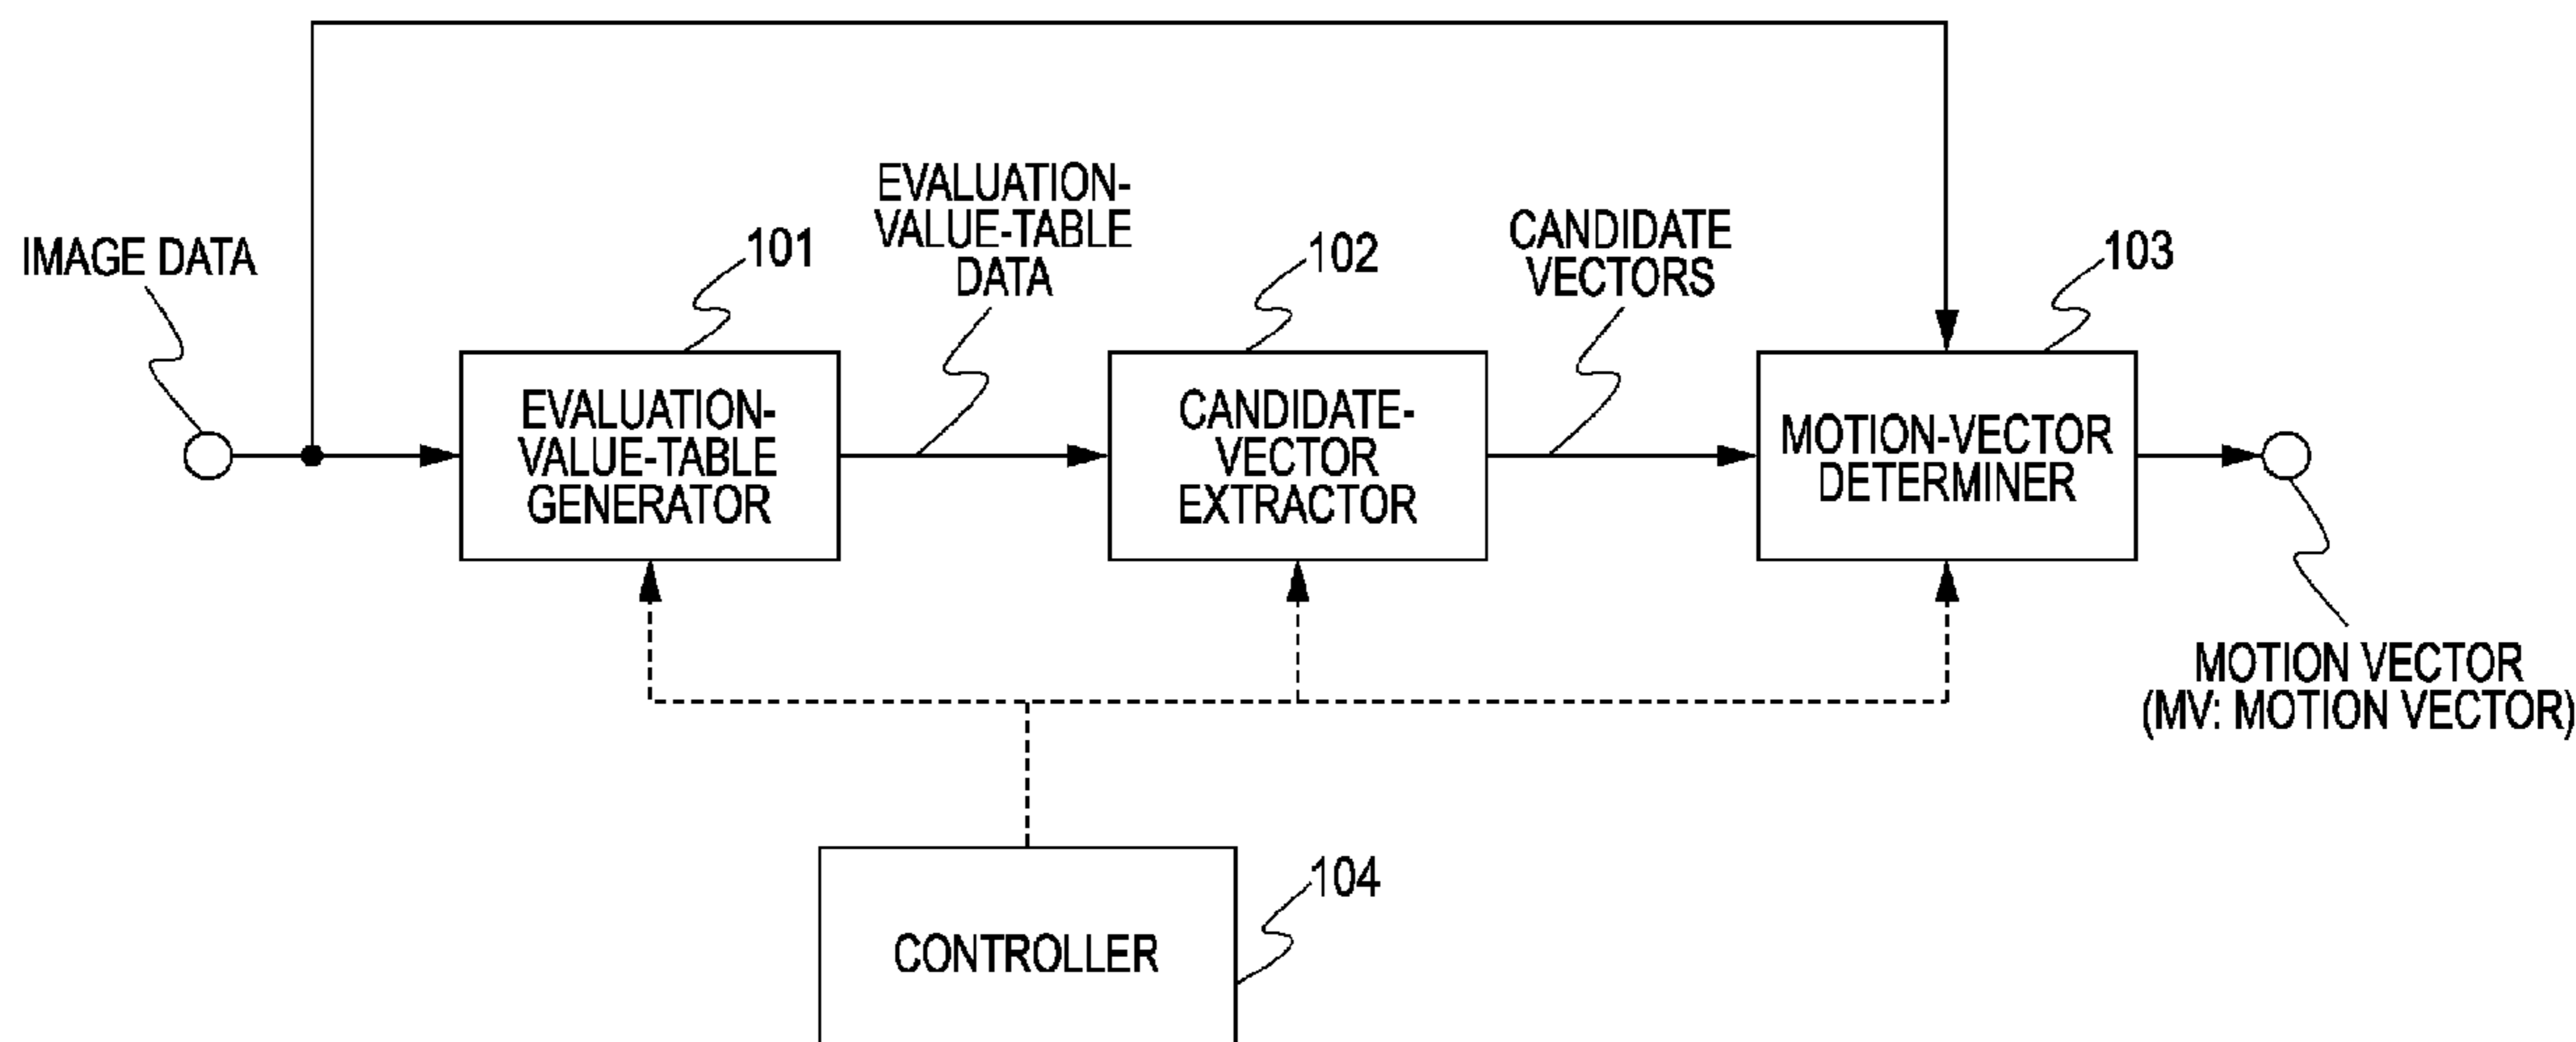 IMAGE DATA
101
EVALUATION-
VALUE-TABLE
DATA
102
CANDIDATE
VECTORS
103
EVALUATION-
VALUE-TABLE
GENERATOR
CANDIDATE-
VECTOR
EXTRACTOR
MOTION-VECTOR
DETERMINER
MOTION VECTOR
(MV: MOTION VECTOR)
104
CONTROLLER